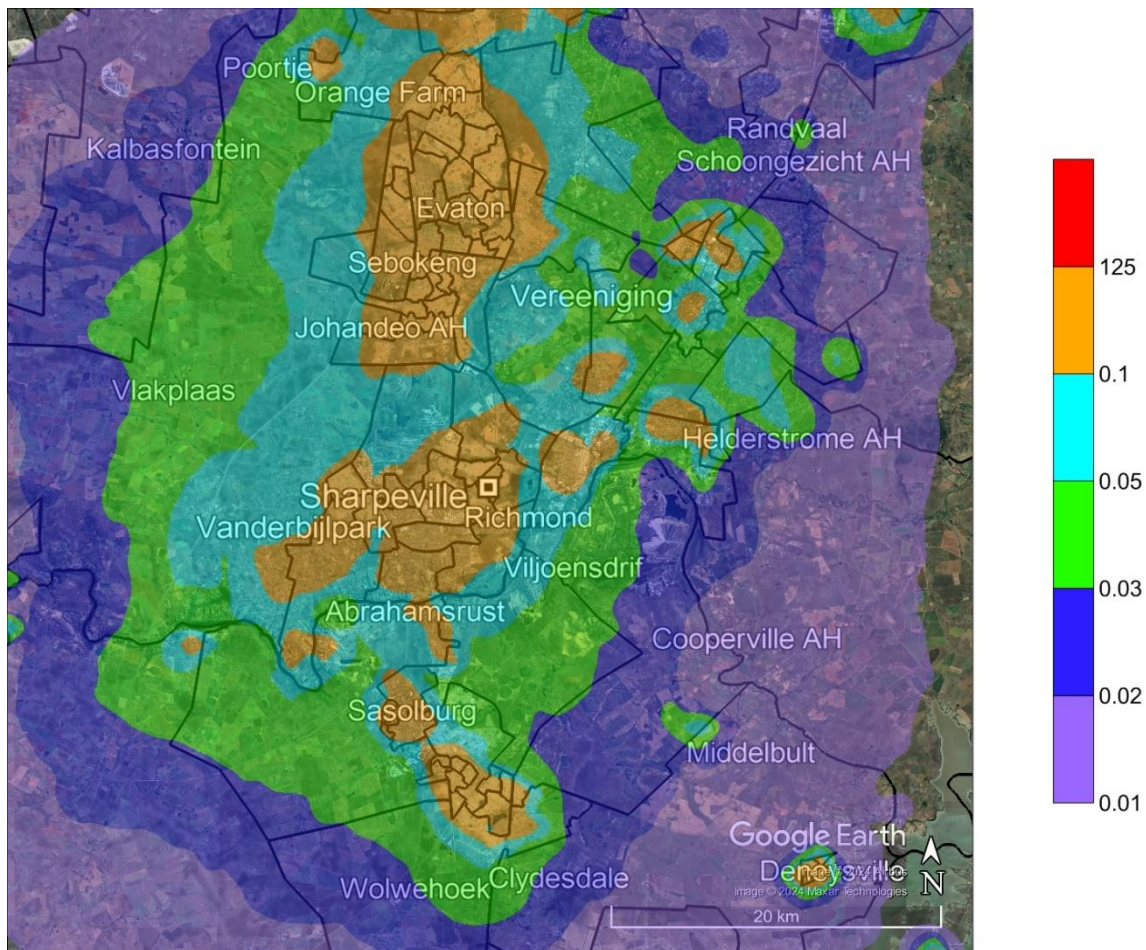 Poortje
Orange Farm
Kalbasfontein
Randvaal
Schoongezicht AH
Evaton
Sebokeng
Vereeniging
Johandeo AH
Vlakplaas
Helderstrome AH
Sharpeville
Richmond
Vanderbijlpark
Viljoensdrif
Abrahamsrust
Cooperville AH
Sasolburg
Middelbult
Google Earth
Deneysville
Image © 2024 Maxar Technologies
Clydesdale
Wolwehoek
N
20 km
125
0.1
0.05
0.03
0.02
0.01